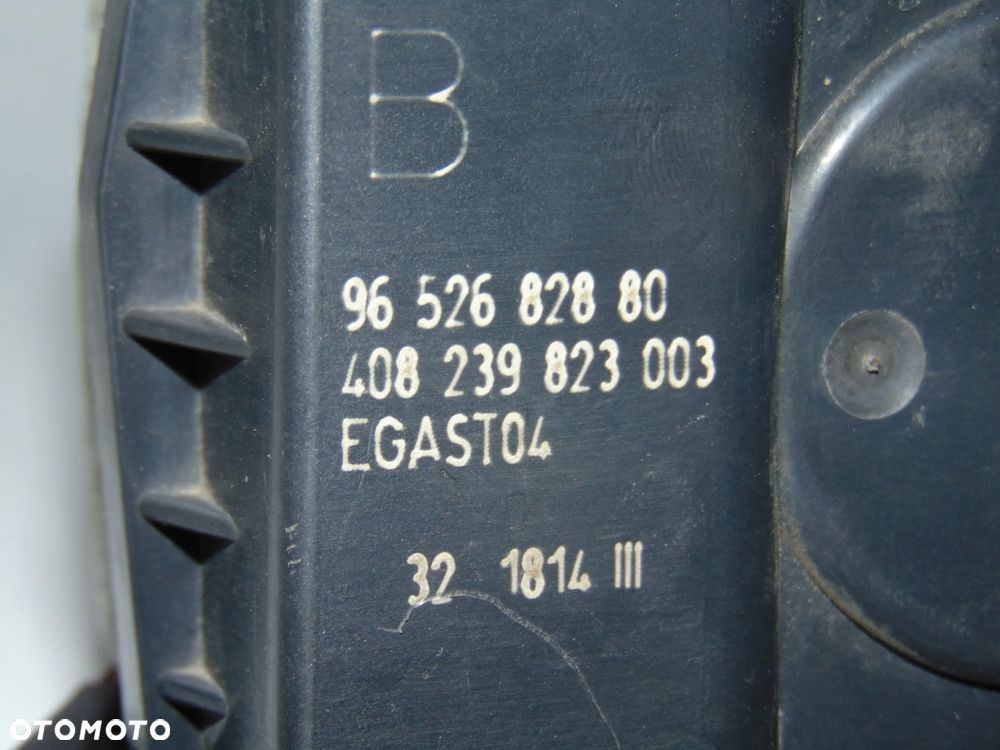 B
96 526 828 80
408 239 823 003
EGAST04
32 1814 III
OTOMOTO